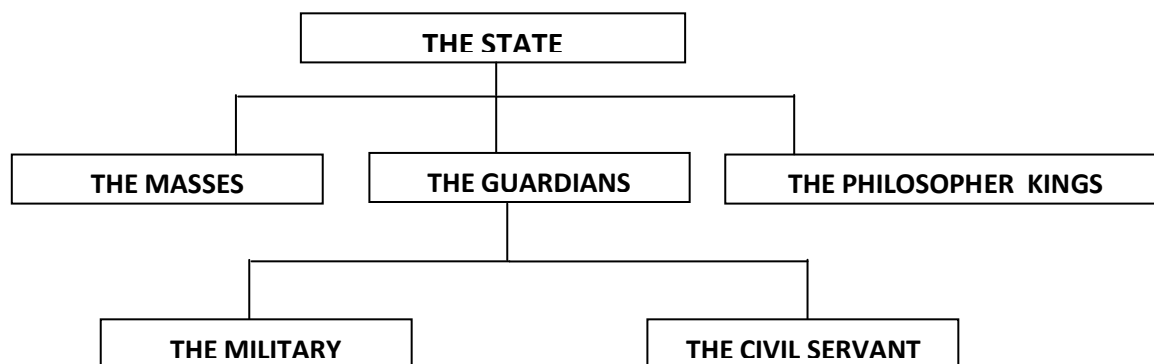 THE STATE
THE MASSES
THE GUARDIANS
THE PHILOSOPHER KINGS
THE MILITARY
THE CIVIL SERVANT